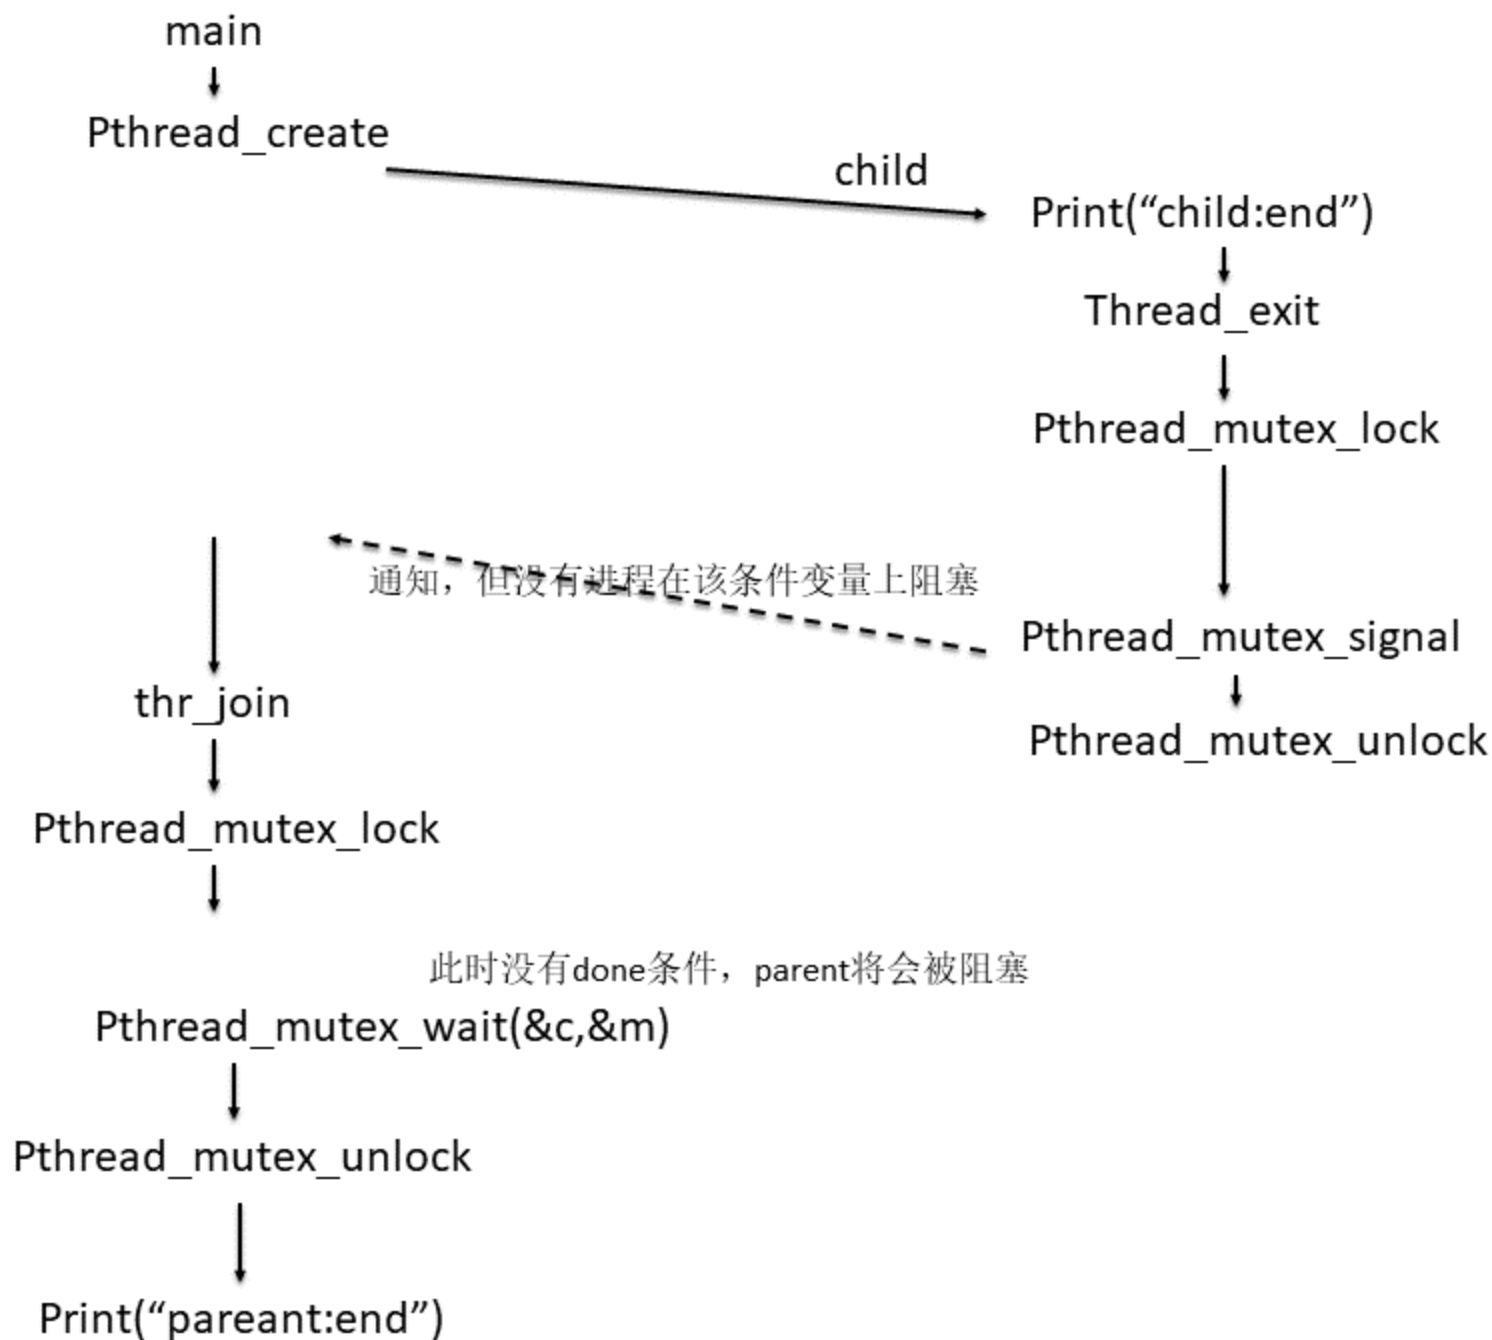 main
Pthread_create
child
Print(“child:end”)
Thread_exit
Pthread_mutex_lock
通知，但没有进程在该条件变量上阻塞
Pthread_mutex_signal
thr_join
Pthread_mutex_unlock
Pthread_mutex_lock
此时没有done条件，parent将会被阻塞
Pthread_mutex_wait(&c,&m)
Pthread_mutex_unlock
Print(“pareant:end”)